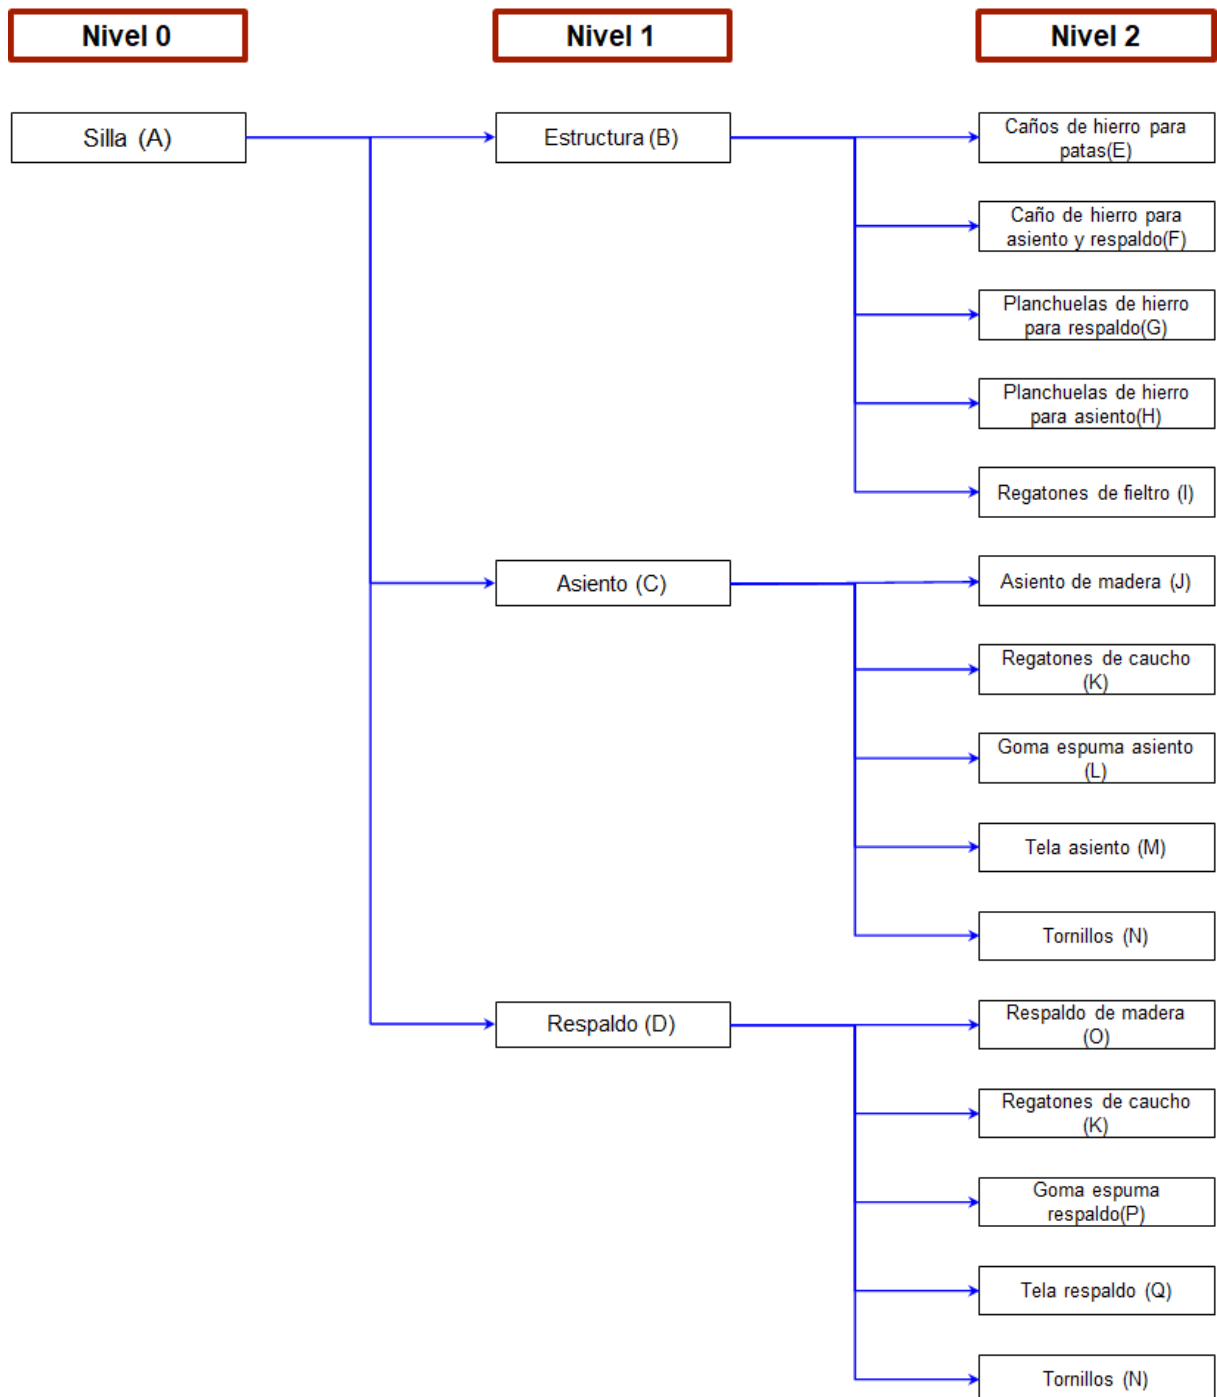 Nivel 0
Nivel 1
Nivel 2
Silla (A)
Estructura (B)
Caños de hierro para
patas(E)
Caño de hierro para
asiento y respaldo(F)
Planchuelas de hierro
para respaldo(G)
Planchuelas de hierro
para asiento(H)
Regatones de fieltro (I)
Asiento (C)
Asiento de madera (J)
Regatones de caucho
(K)
Goma espuma asiento
(L)
Tela asiento (M)
Tornillos (N)
Respaldo (D)
Respaldo de madera
(O)
Regatones de caucho
(K)
Goma espuma
respaldo(P)
Tela respaldo (Q)
Tornillos (N)